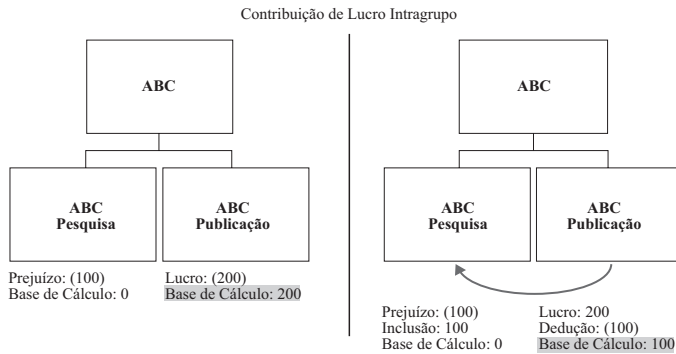 Contribuição de Lucro Intragrupo
ABC
ABC
Pesquisa
ABC
Publicação
Prejuízo: (100)
Base de Cálculo: 0
Lucro: (200)
Base de Cálculo: 200
ABC
ABC
Pesquisa
ABC
Publicação
Prejuízo: (100)
Inclusão: 100
Base de Cálculo: 0
Lucro: 200
Dedução: (100)
Base de Cálculo: 100